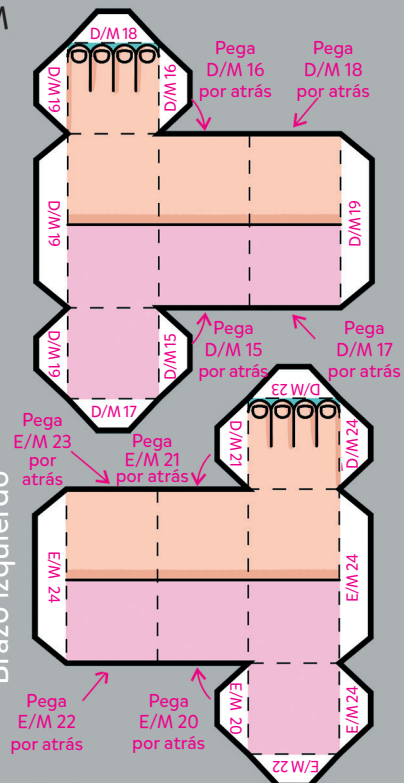 M
D/M 18
D/M 19
D/M 16
Pega
D/M 16
por atrás
Pega
D/M 18
por atrás
D/M 19
D/M 19
D/M 19
D/M 15
D/M 17
Pega
D/M 15
por atrás
Pega
D/M 17
por atrás
D/M 23
D/M 21
D/M 24
Pega
E/M 23
por
atrás
Pega
E/M 21
por atrás
Brazo izquierdo
E/M 24
E/M 24
Pega
E/M 22
por atrás
Pega
E/M 20
por atrás
E/M 20
E/M 24
E/M 22